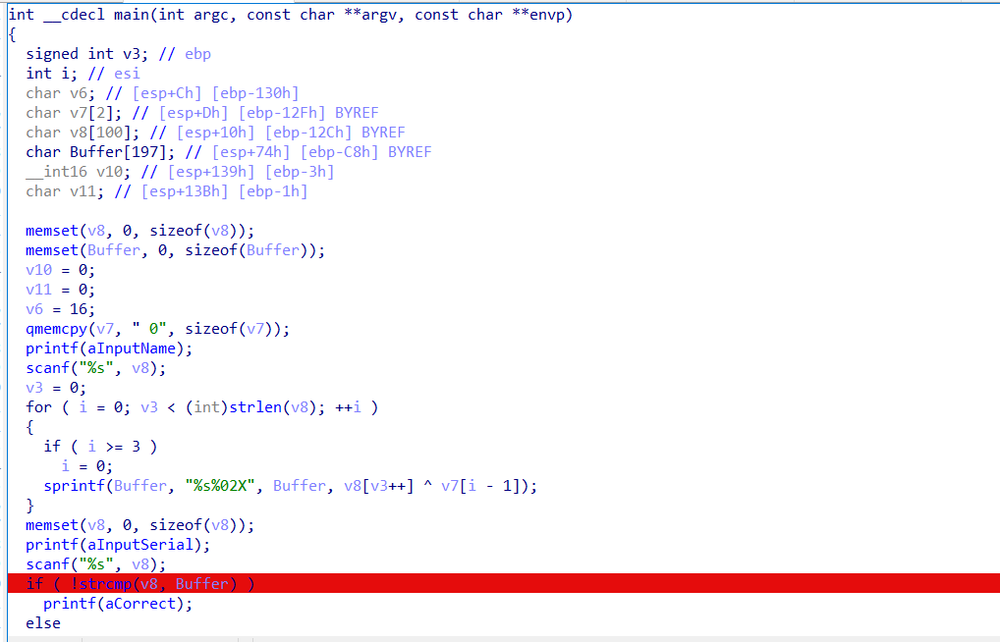 int __cdecl main(int argc, const char **argv, const char **envp)
{
  signed int v3; // ebp
  int i; // esi
  char v6; // [esp+Ch] [ebp-130h]
  char v7[2]; // [esp+Dh] [ebp-12Fh] BYREF
  char v8[100]; // [esp+10h] [ebp-12Ch] BYREF
  char Buffer[197]; // [esp+74h] [ebp-C8h] BYREF
  __int16 v10; // [esp+139h] [ebp-3h]
  char v11; // [esp+13Bh] [ebp-1h]

  memset(v8, 0, sizeof(v8));
  memset(Buffer, 0, sizeof(Buffer));
  v10 = 0;
  v11 = 0;
  v6 = 16;
  qmemcpy(v7, " 0", sizeof(v7));
  printf(aInputName);
  scanf("%s", v8);
  v3 = 0;
  for ( i = 0; v3 < (int)strlen(v8); ++i )
  {
    if ( i >= 3 )
      i = 0;
    sprintf(Buffer, "%s%02X", Buffer, v8[v3++] ^ v7[i - 1]);
  }
  memset(v8, 0, sizeof(v8));
  printf(aInputSerial);
  scanf("%s", v8);
  if ( !strcmp(v8, Buffer) )
    printf(aCorrect);
  else